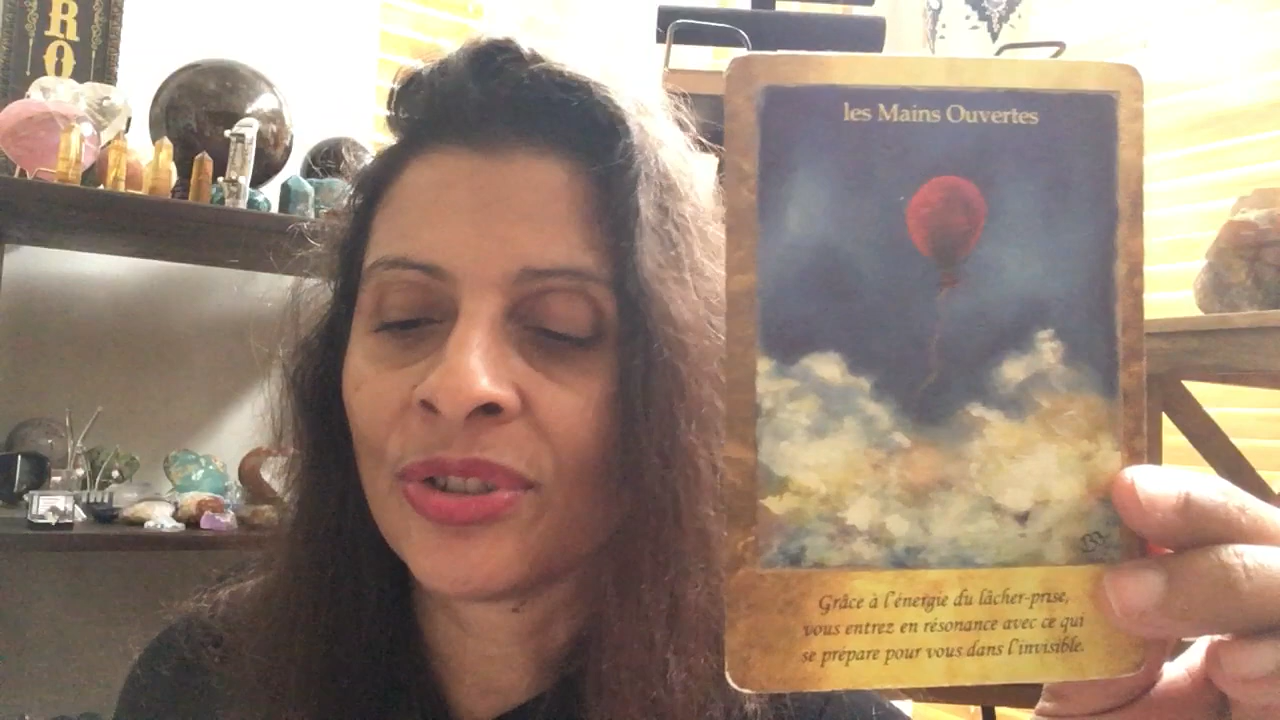 RO
les Mains Ouvertes
Grâce à l'énergie du lâcher-prise,
vous entrez en résonance avec ce qui
se prépare pour vous dans l'invisible.